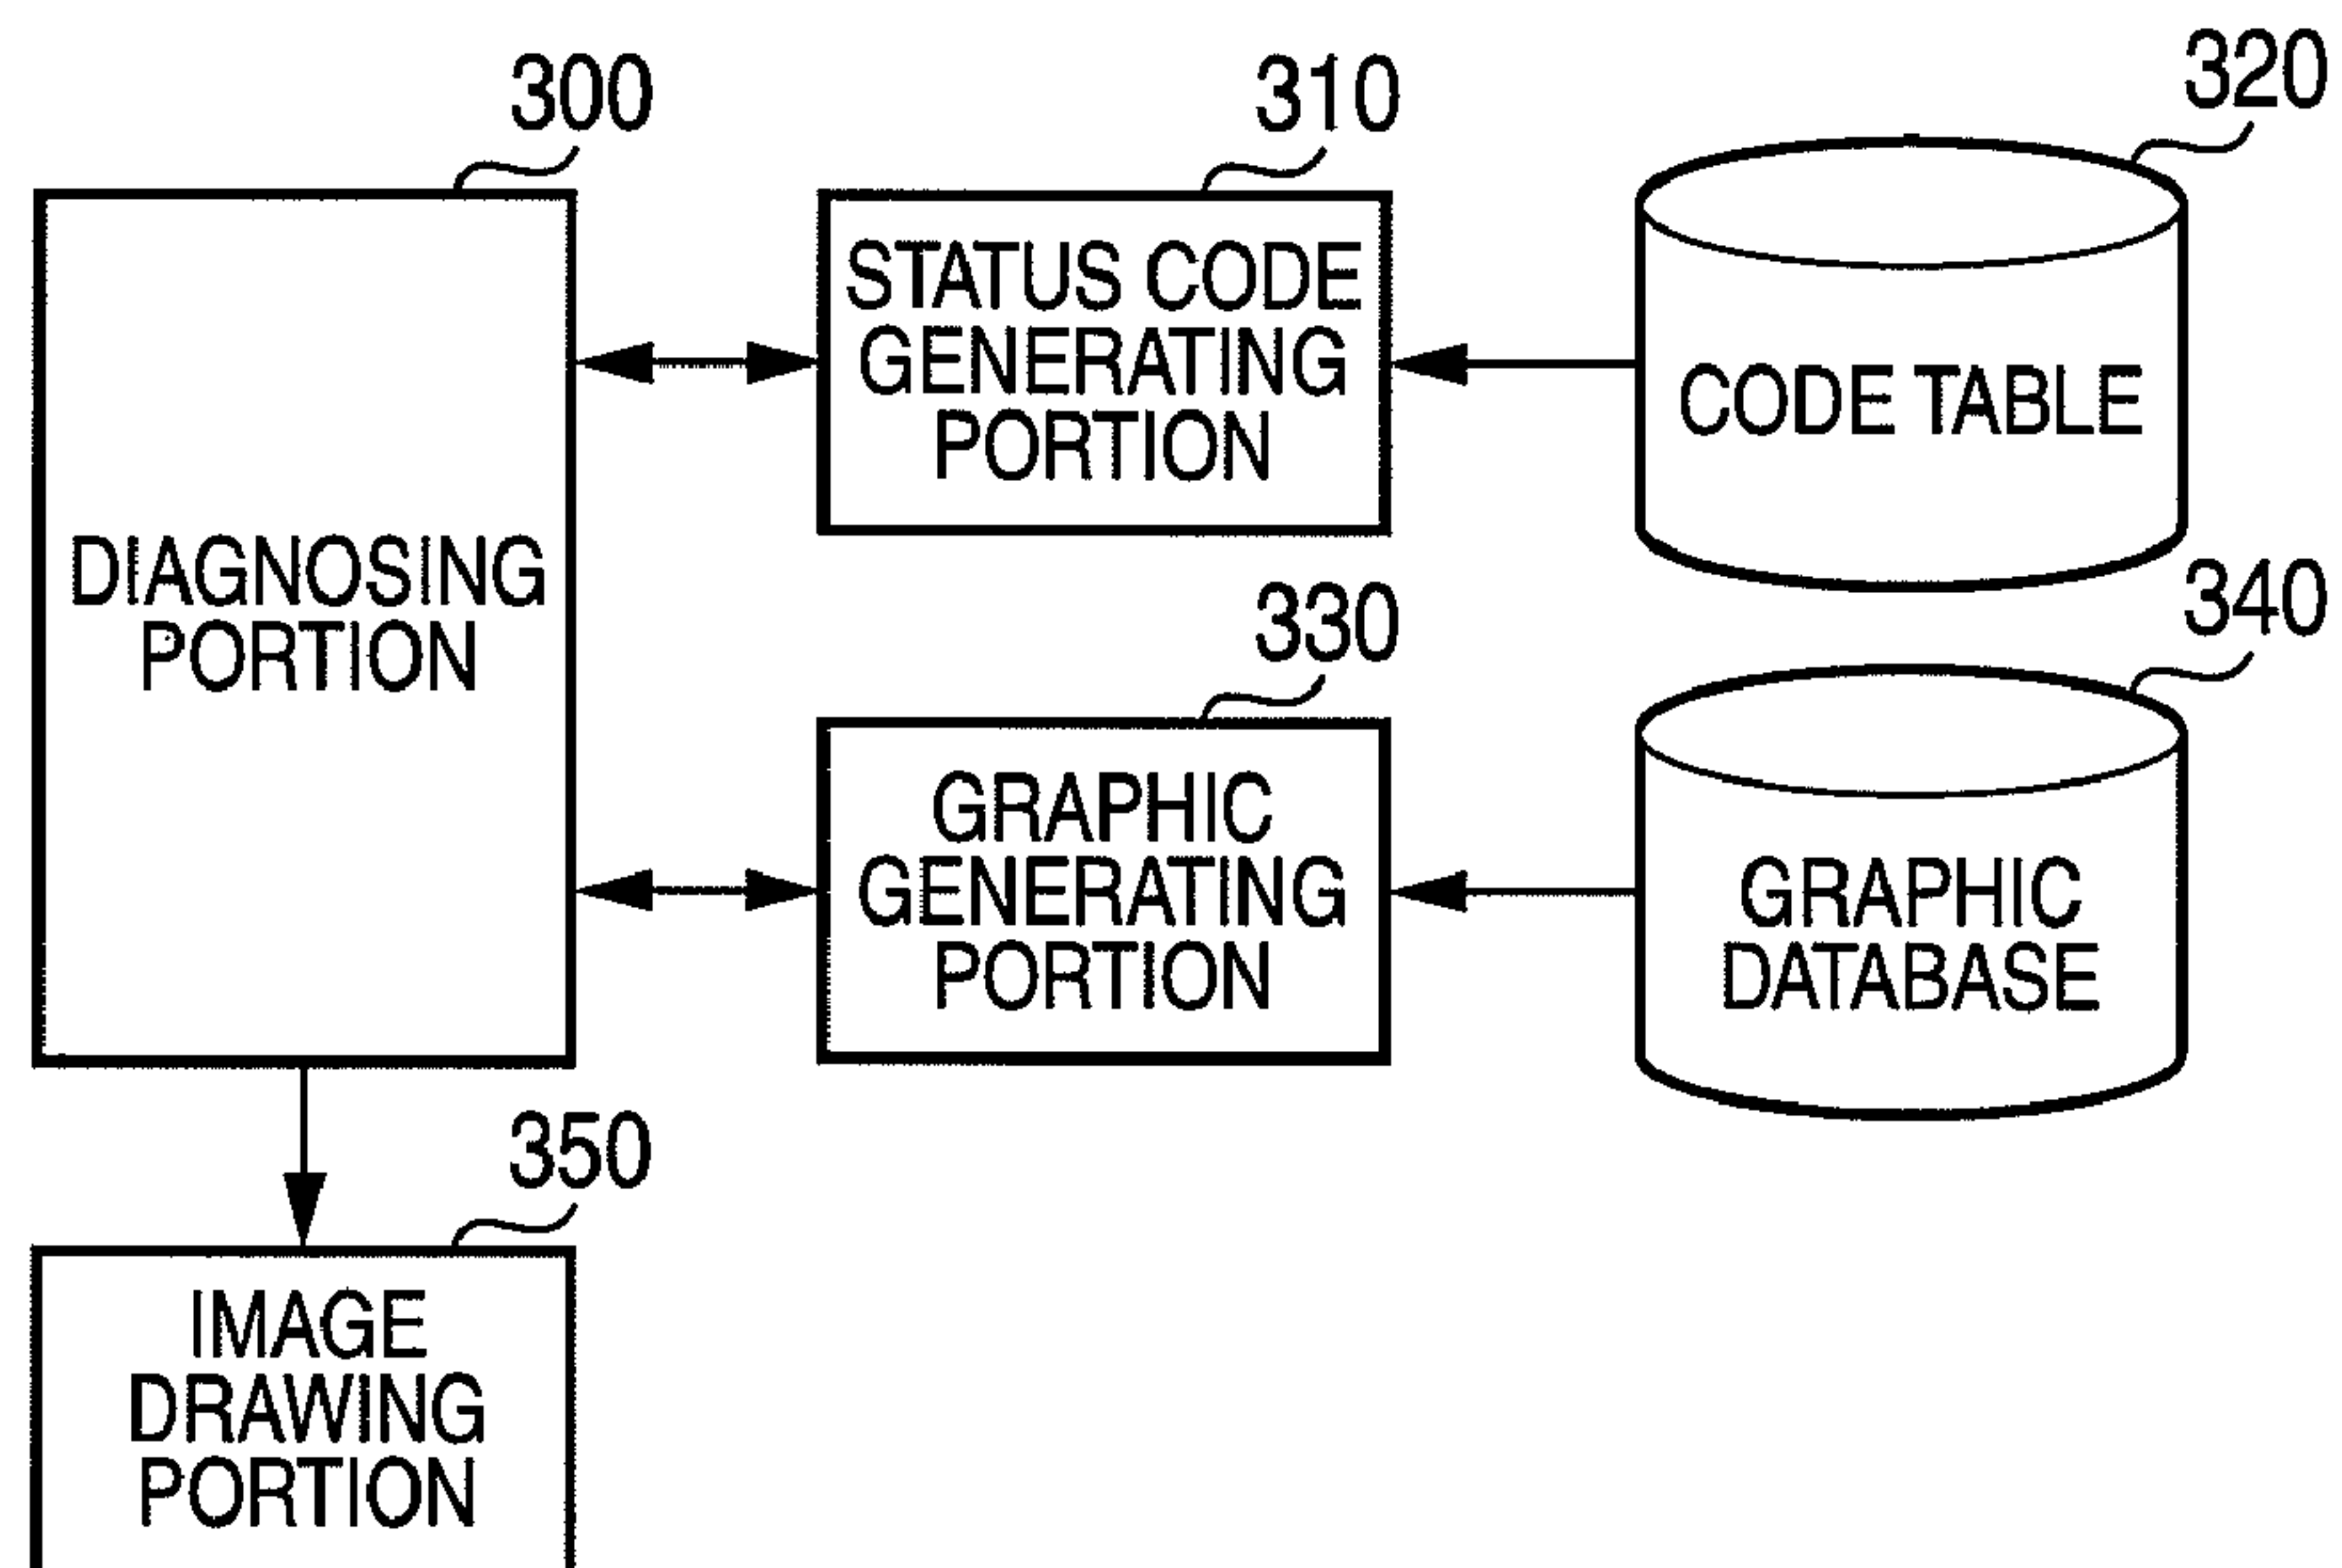 300
310
320
STATUS CODE
GENERATING
PORTION
CODE TABLE
DIAGNOSING
PORTION
330
340
GRAPHIC
GENERATING
PORTION
GRAPHIC
DATABASE
350
IMAGE
DRAWING
PORTION